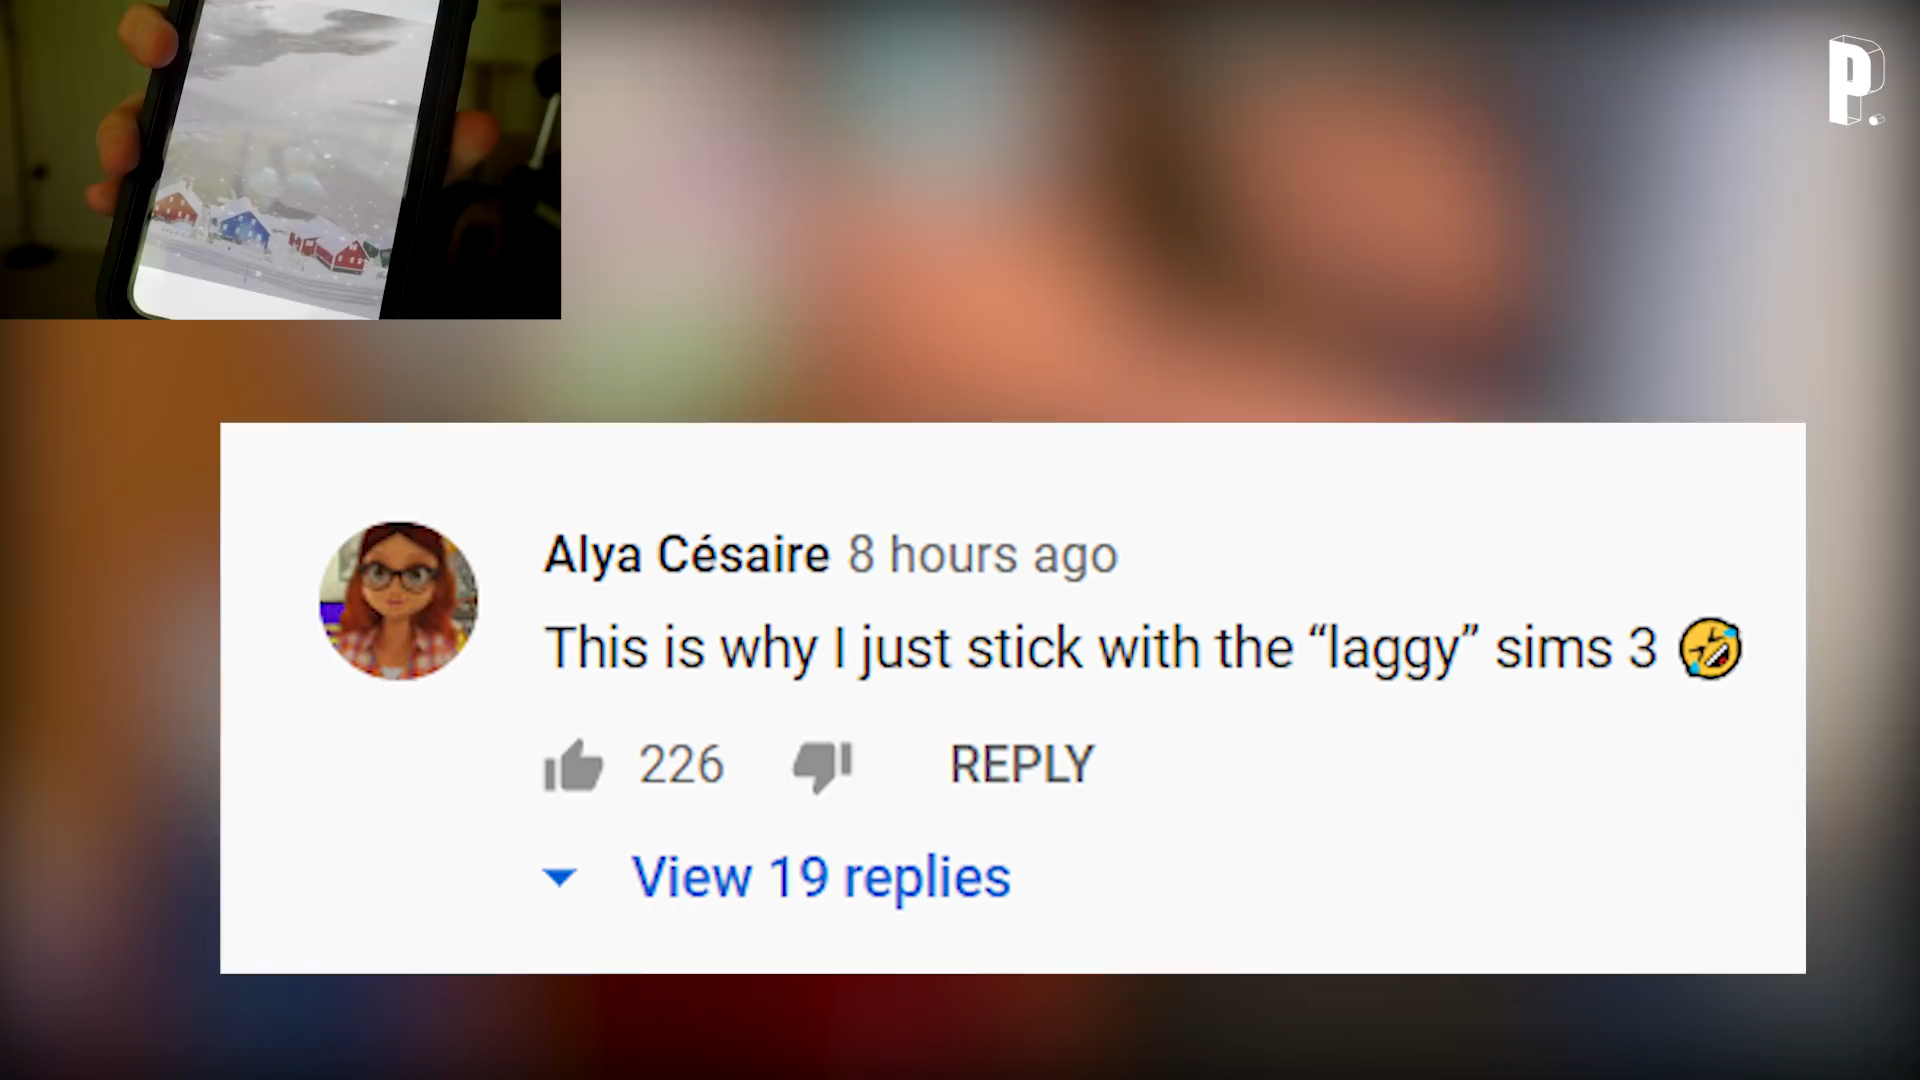 P.
Alya Césaire 8 hours ago
This is why I just stick with the “laggy” sims 3 🤣
226 REPLY
View 19 replies